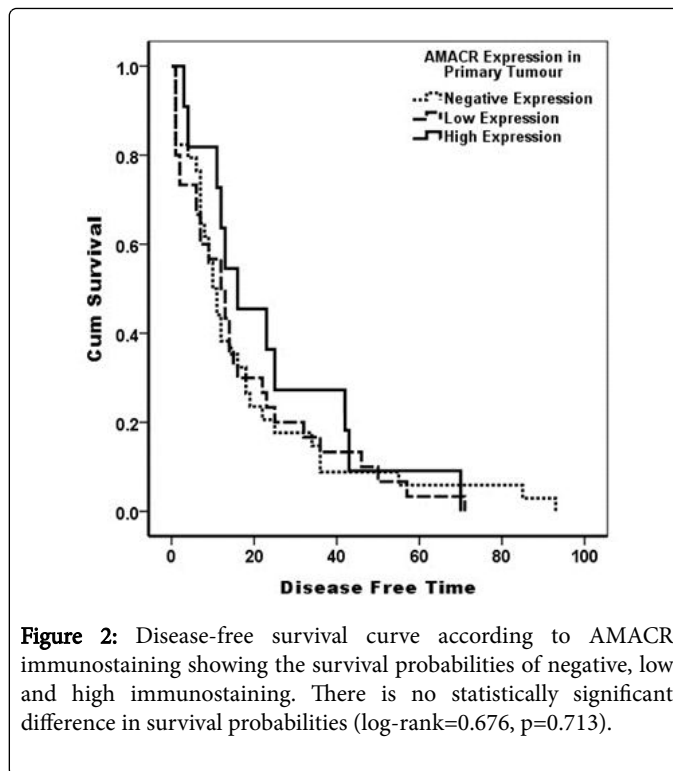 AMACR Expression in
Primary Tumour
Negative Expression
Low Expression
High Expression
1.0
0.8
0.6
0.4
0.2
0.0
Cum Survival
0 20 40 60 80 100
Disease Free Time
Figure 2: Disease-free survival curve according to AMACR
immunostaining showing the survival probabilities of negative, low
and high immunostaining. There is no statistically significant
difference in survival probabilities (log-rank=0.676, p=0.713).